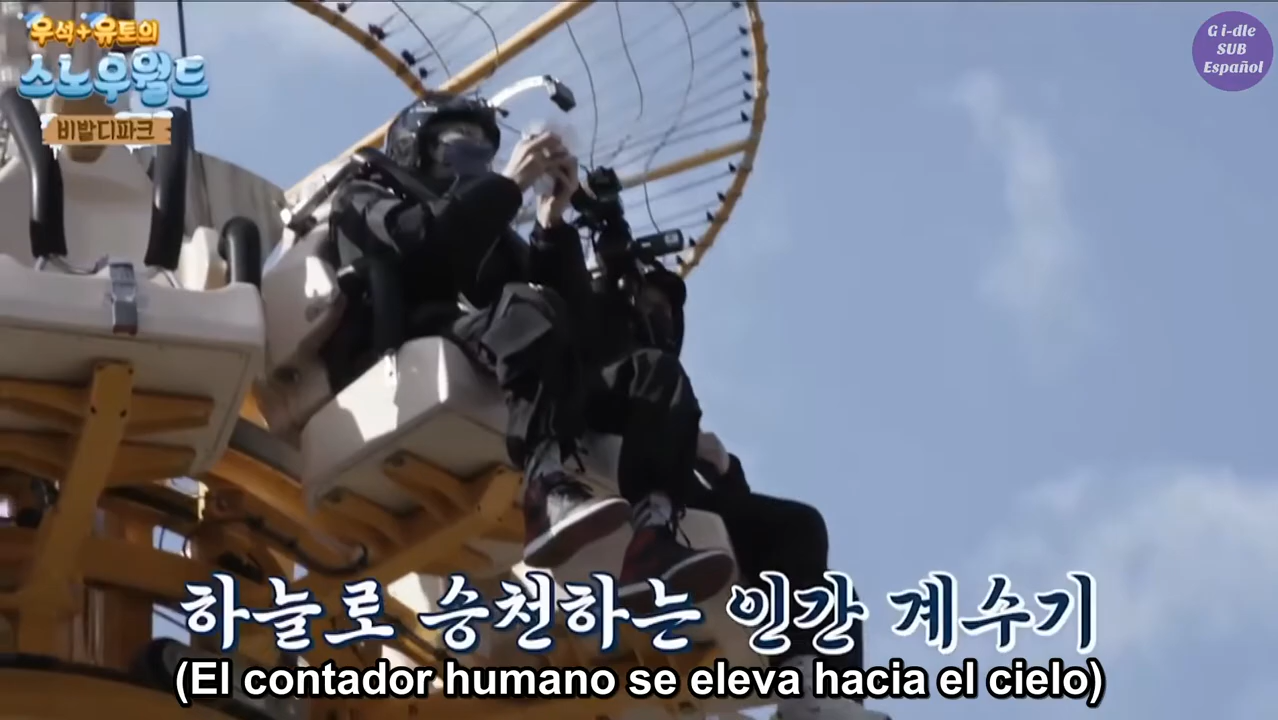 우석+유토의
스노우월드
비발디파크
G i-dle
SUB
Español
하늘로 승천하는 인간 계수기
(El contador humano se eleva hacia el cielo)